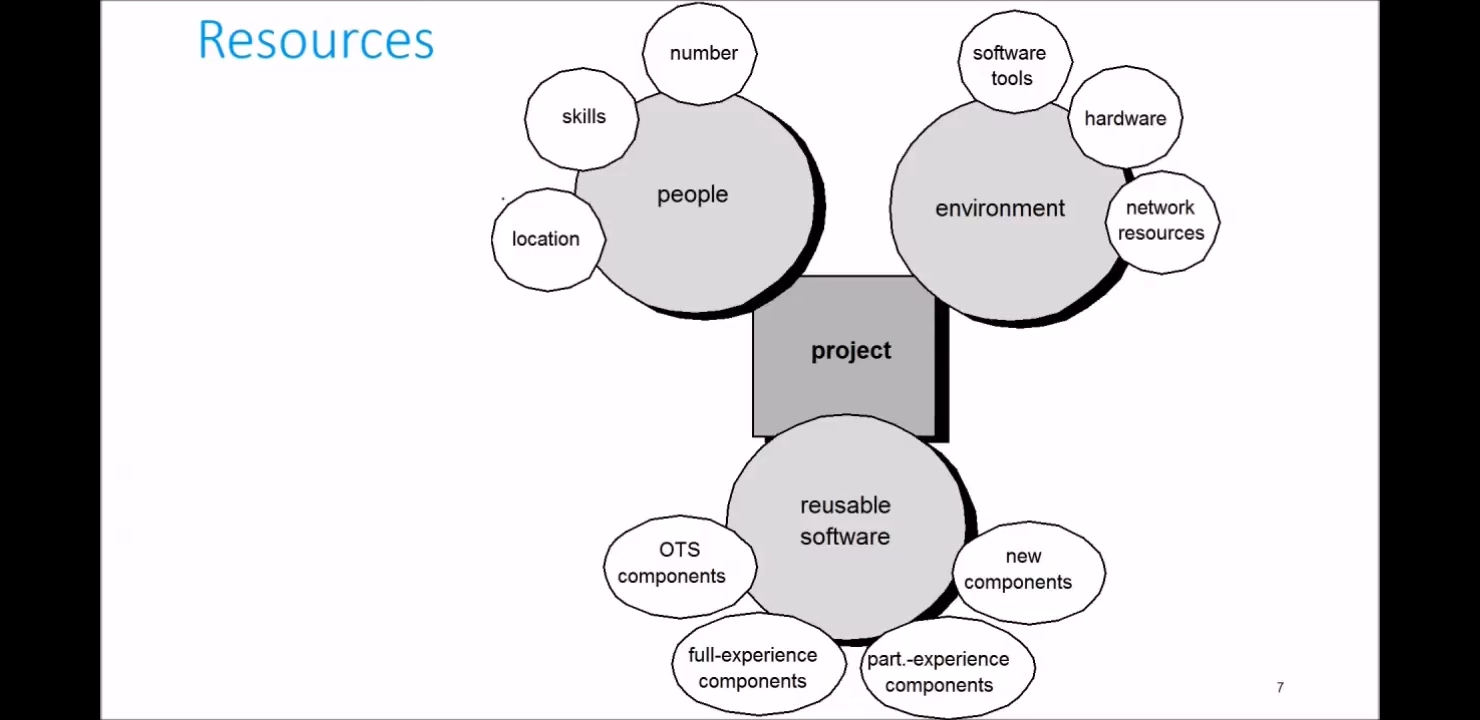 Resources
number
skills
location
people
software
tools
hardware
network
resources
environment
project
reusable
software
OTS
components
full-experience
components
part.-experience
components
new
components
7